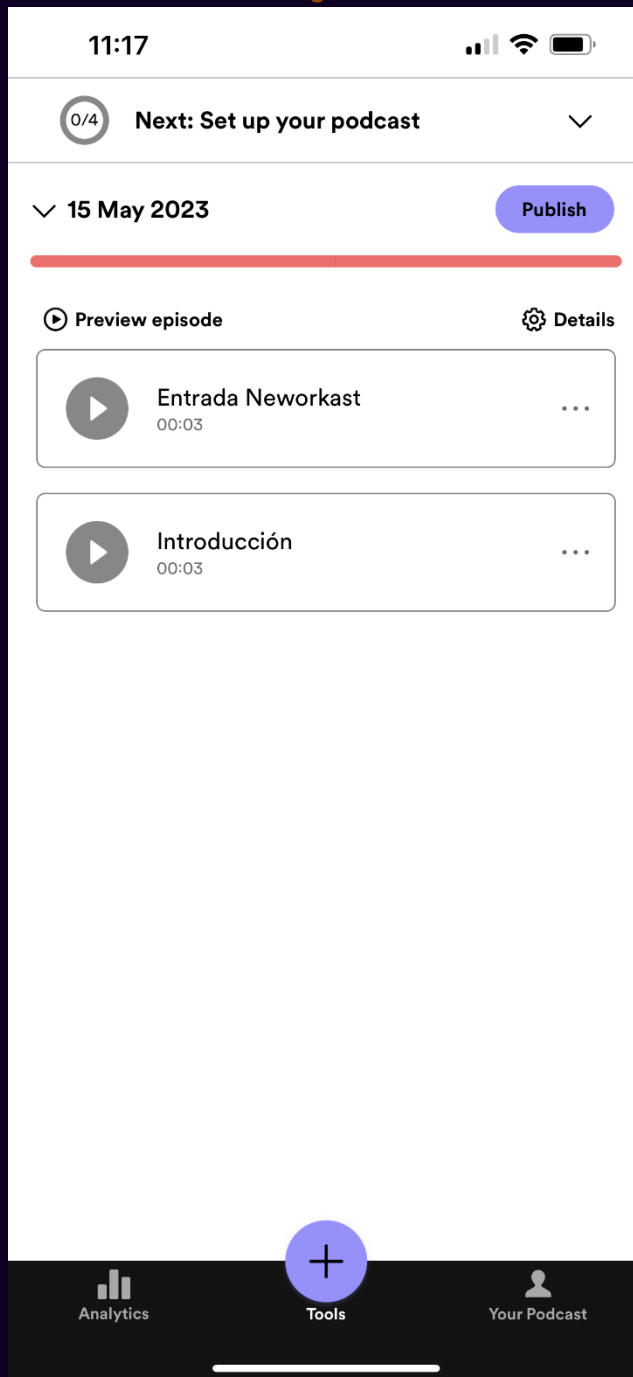 11:17
0/4 Next: Set up your podcast
15 May 2023 Publish
Preview episode Details
Entrada Neworkast
00:03
Introducción
00:03
Analytics Tools Your Podcast